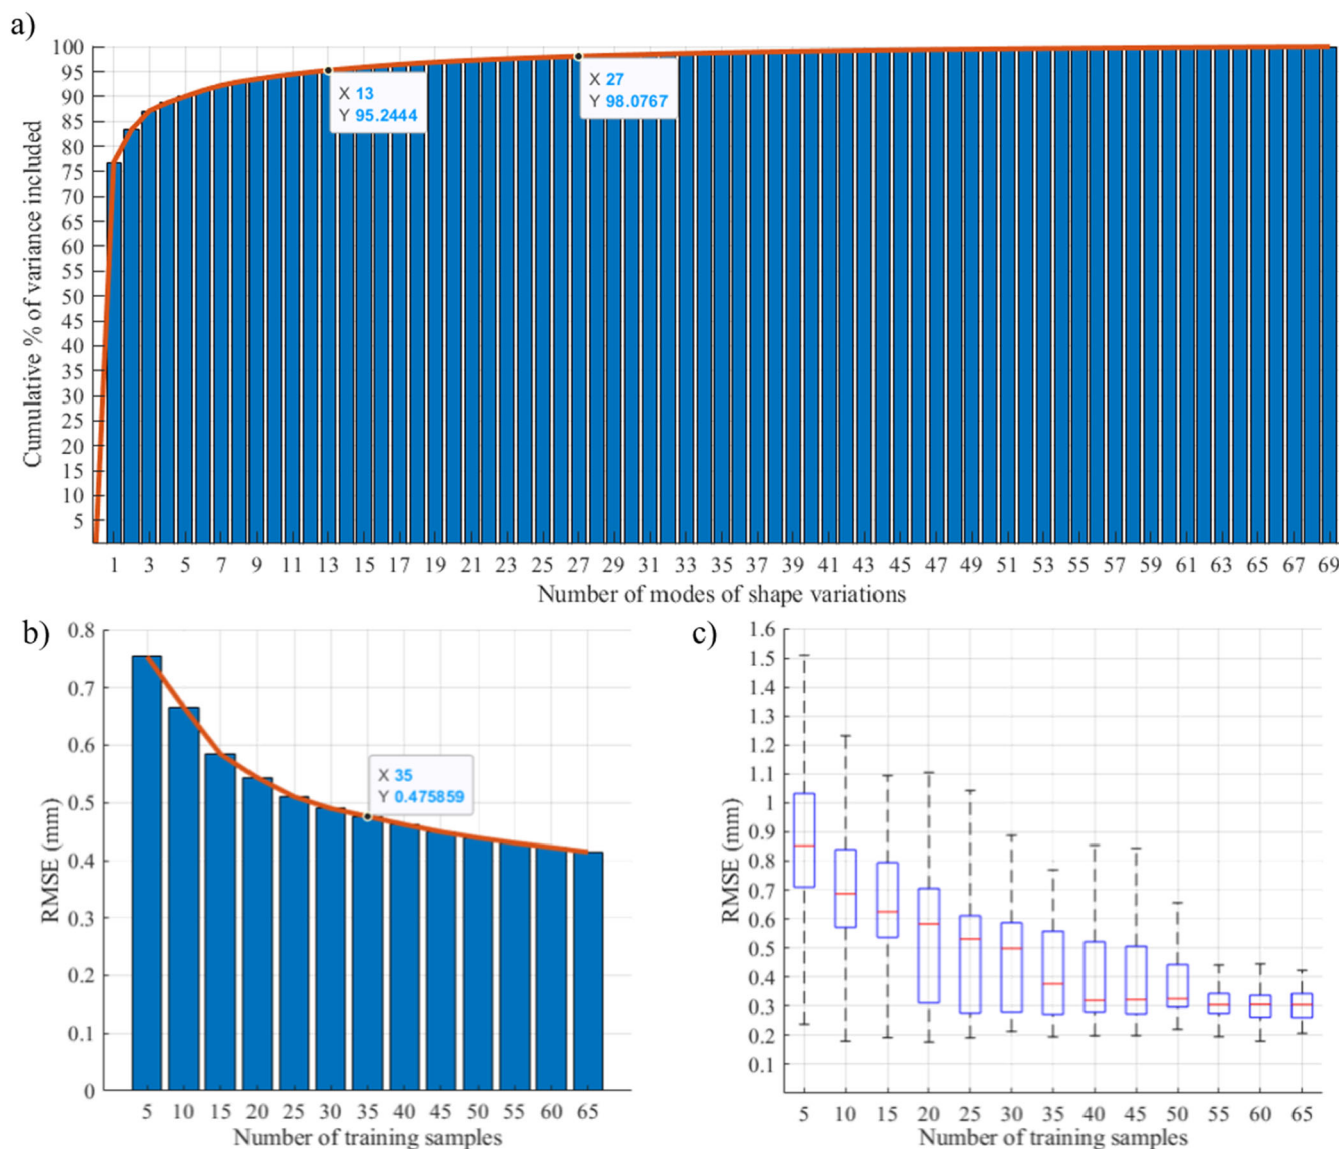 a)
Cumulative % of variance included
100
95
90
85
80
75
70
65
60
55
50
45
40
35
30
25
20
15
10
5
X 13
Y 95.2444
X 27
Y 98.0767
1 3 5 7 9 11 13 15 17 19 21 23 25 27 29 31 33 35 37 39 41 43 45 47 49 51 53 55 57 59 61 63 65 67 69
Number of modes of shape variations
b)
RMSE (mm)
0.8
0.7
0.6
0.5
0.4
0.3
0.2
0.1
0
X 35
Y 0.475859
5 10 15 20 25 30 35 40 45 50 55 60 65
Number of training samples
c)
RMSE (mm)
1.6
1.5
1.4
1.3
1.2
1.1
1
0.9
0.8
0.7
0.6
0.5
0.4
0.3
0.2
0.1
5 10 15 20 25 30 35 40 45 50 55 60 65
Number of training samples